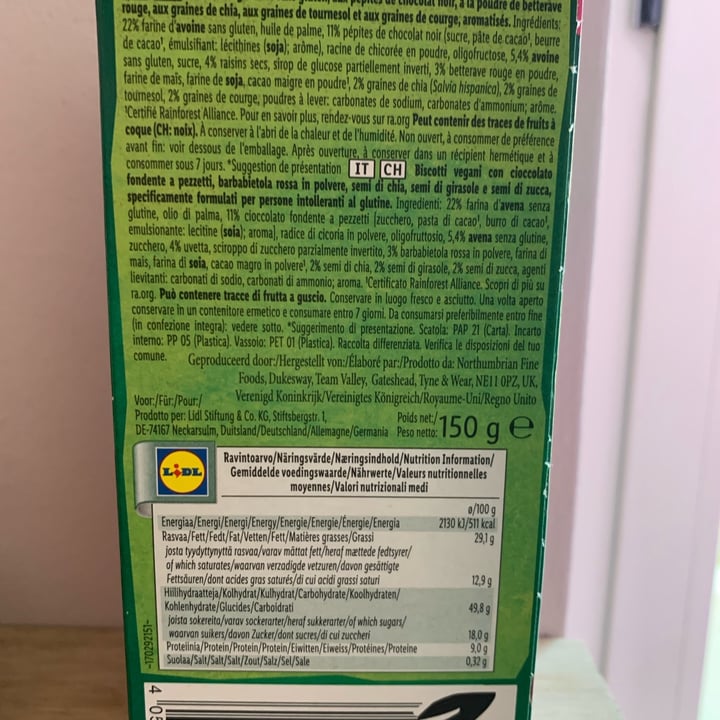 rouge, aux graines de chia, aux graines de tournesol et aux graines de courge, aromatisés. Ingrédients:
22% farine d'avoine sans gluten, huile de palme, 11% pépites de chocolat noir (sucre, pâte de cacao¹, beurre
de cacao¹, émulsifiant: lécithines (soja); arôme), racine de chicorée en poudre, oligofructose, 5,4% avoine
sans gluten, sucre, 4% raisins secs, sirop de glucose partiellement inverti, 3% betterave rouge en poudre,
farine de maïs, farine de soja, cacao maigre en poudre¹, 2% graines de chia (Salvia hispanica), 2% graines de
tournesol, 2% graines de courge, poudres à lever: carbonates de sodium, carbonates d'ammonium; arôme.
¹Certifié Rainforest Alliance. Pour en savoir plus, rendez-vous sur ra.org Peut contenir des traces de fruits à
coque (CH: noix). À conserver à l'abri de la chaleur et de l'humidité. Non ouvert, à consommer de préférence
avant fin: voir dessous de l'emballage. Après ouverture, à conserver dans un récipient hermétique et à
consommer sous 7 jours. *Suggestion de présentation IT CH Biscotti vegani con cioccolato
fondente a pezzetti, barbabietola rossa in polvere, semi di chia, semi di girasole e semi di zucca,
specificamente formulati per persone intolleranti al glutine. Ingredienti: 22% farina d'avena senza
glutine, olio di palma, 11% cioccolato fondente a pezzetti [zucchero, pasta di cacao¹, burro di cacao¹,
emulsionante: lecitine (soia); aroma], radice di cicoria in polvere, oligofruttosio, 5,4% avena senza glutine,
zucchero, 4% uvetta, sciroppo di zucchero parzialmente invertito, 3% barbabietola rossa in polvere, farina di
mais, farina di soia, cacao magro in polvere¹, 2% semi di chia, 2% semi di girasole, 2% semi di zucca, agenti
lievitanti: carbonati di sodio, carbonati di ammonio; aroma. ¹Certificato Rainforest Alliance. Scopri di più su
ra.org. Può contenere tracce di frutta a guscio. Conservare in luogo fresco e asciutto. Una volta aperto
conservare in un contenitore ermetico e consumare entro 7 giorni. Da consumarsi preferibilmente entro fine
(in confezione integra): vedere sotto. *Suggerimento di presentazione. Scatola: PAP 21 (Carta). Incarto
interno: PP 05 (Plastica). Vassoio: PET 01 (Plastica). Raccolta differenziata. Verifica le disposizioni del tuo
comune.
Geproduceerd door:/Hergestellt von:/Élaboré par:/Prodotto da: Northumbrian Fine
Foods, Dukesway, Team Valley, Gateshead, Tyne & Wear, NE11 0PZ, UK,
Verenigd Koninkrijk/Vereinigtes Königreich/Royaume-Uni/Regno Unito
Voor:/Für:/Pour:/
Prodotto per: Lidl Stiftung & Co. KG, Stiftsbergstr. 1,
DE-74167 Neckarsulm, Duitsland/Deutschland/Allemagne/Germania
Poids net:/
Peso netto: 150 g e
LIDL
Ravintoarvo/Näringsvärde/Næringsindhold/Nutrition Information/
Gemiddelde voedingswaarde/Nährwerte/Valeurs nutritionnelles
moyennes/Valori nutrizionali medi
ø/100 g
Energiaa/Energi/Energi/Energy/Energie/Energie/Énergie/Energia 2130 kJ/511 kcal
Rasvaa/Fett/Fedt/Fat/Vetten/Fett/Matières grasses/Grassi 29,1 g
josta tyydyttynyttä rasvaa/varav mättat fett/heraf mættede fedtsyrer/
of which saturates/waarvan verzadigde vetzuren/davon gesättigte
Fettsäuren/dont acides gras saturés/di cui acidi grassi saturi 12,9 g
Hiilihydraatteja/Kolhydrat/Kulhydrat/Carbohydrate/Koolhydraten/
Kohlenhydrate/Glucides/Carboidrati 49,8 g
joista sokereita/varav sockerarter/heraf sukkerarter/of which sugars/
waarvan suikers/davon Zucker/dont sucres/di cui zuccheri 18,0 g
Proteiinia/Protein/Protein/Protein/Eiwitten/Eiweiss/Protéines/Proteine 9,0 g
Suolaa/Salt/Salt/Salt/Zout/Salz/Sel/Sale 0,32 g
-170292151-
4 05